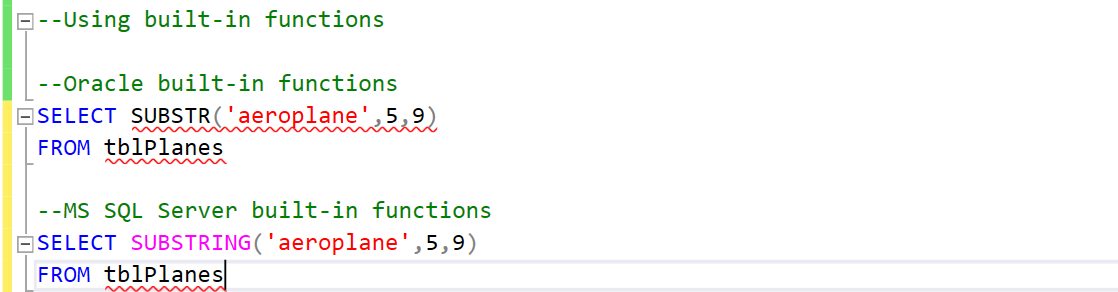 --Using built-in functions
--Oracle built-in functions
SELECT SUBSTR('aeroplane',5,9)
FROM tblPlanes
--MS SQL Server built-in functions
SELECT SUBSTRING('aeroplane',5,9)
FROM tblPlanes